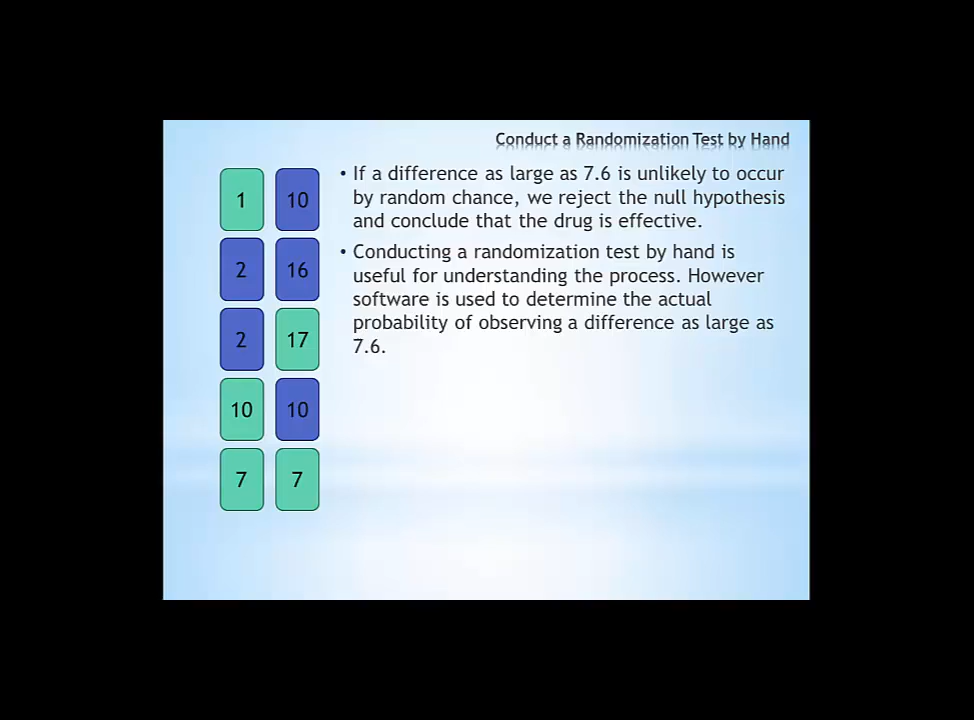 Conduct a Randomization Test by Hand
1 10
2 16
2 17
10 10
7 7
• If a difference as large as 7.6 is unlikely to occur
by random chance, we reject the null hypothesis
and conclude that the drug is effective.
• Conducting a randomization test by hand is
useful for understanding the process. However
software is used to determine the actual
probability of observing a difference as large as
7.6.